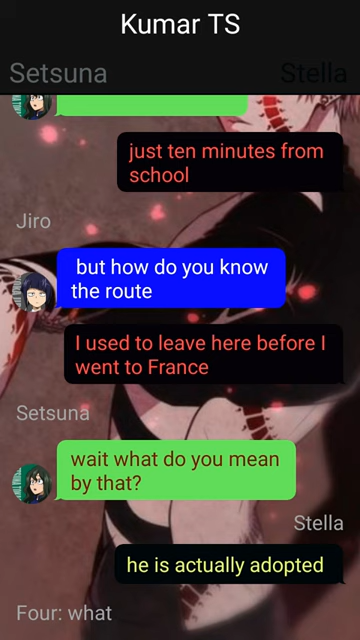 Kumar TS
Setsuna
Stella
just ten minutes from
school
Jiro
but how do you know
the route
I used to leave here before I
went to France
Setsuna
wait what do you mean
by that?
Stella
he is actually adopted
Four: what